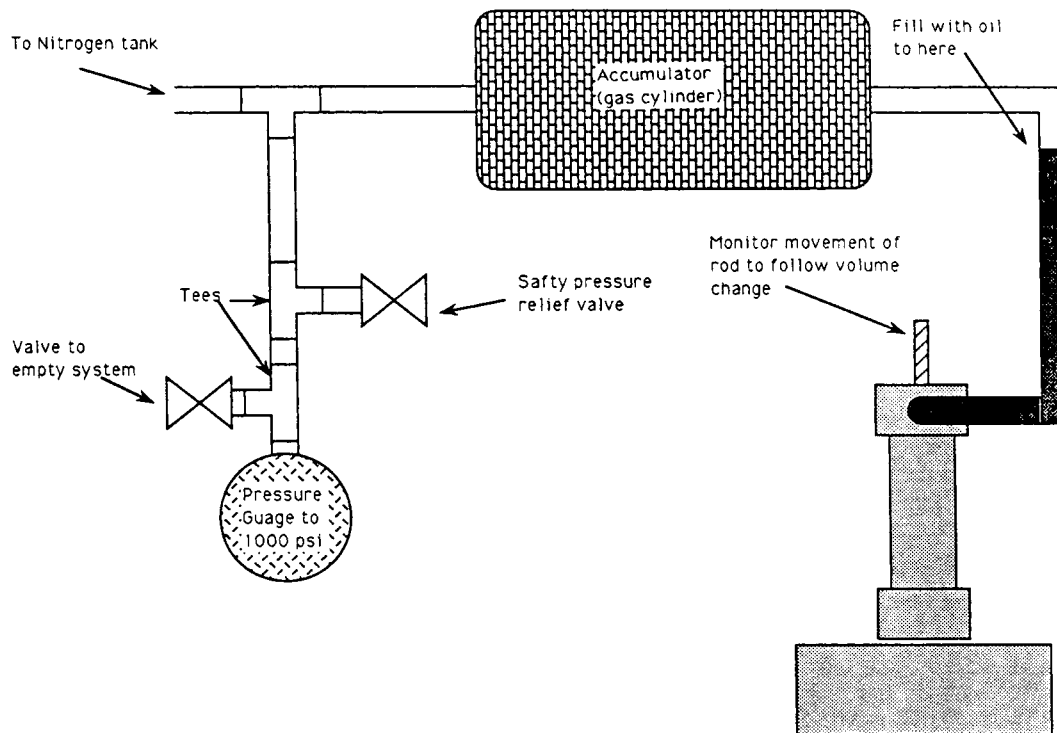 To Nitrogen tank
Accumulator
(gas cylinder)
Fill with oil
to here
Monitor movement of
rod to follow volume
change
Tees
Safty pressure
relief valve
Valve to
empty system
Pressure
Guage to
1000 psi